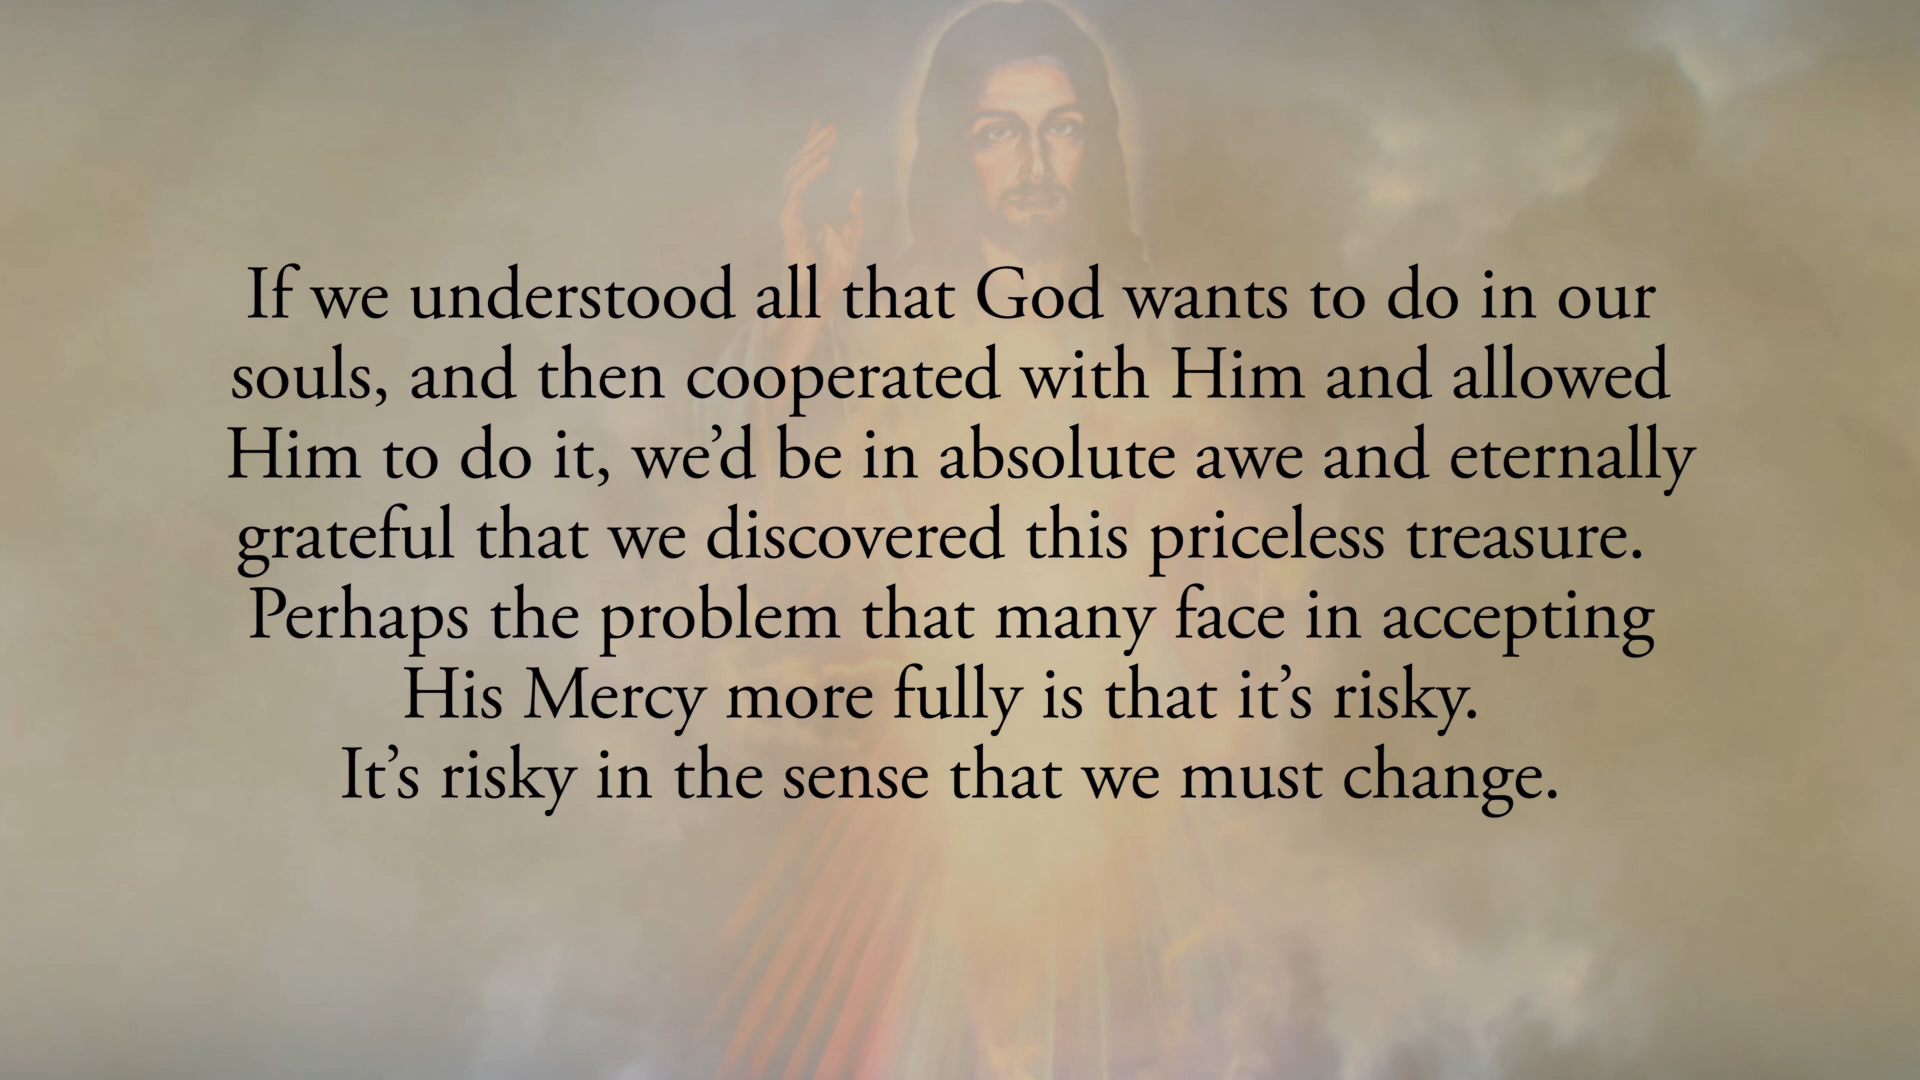 If we understood all that God wants to do in our
souls, and then cooperated with Him and allowed
Him to do it, we’d be in absolute awe and eternally
grateful that we discovered this priceless treasure.
Perhaps the problem that many face in accepting
His Mercy more fully is that it’s risky.
It’s risky in the sense that we must change.